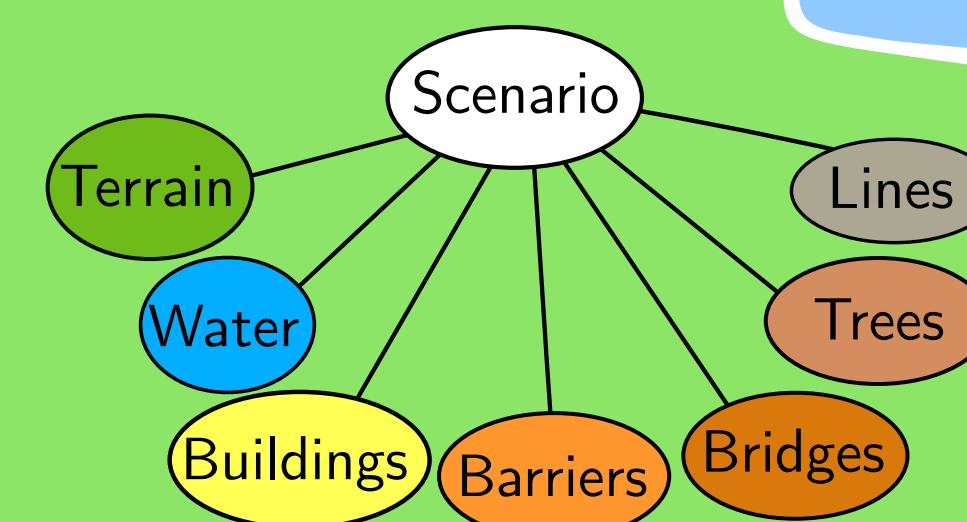 Scenario
Terrain
Lines
Water
Trees
Buildings
Barriers
Bridges